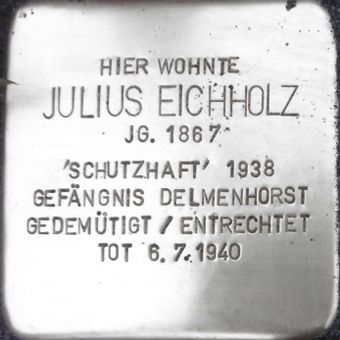 HIER WOHNTE
JULIUS EICHHOLZ
JG. 1867
'SCHUTZHAFT' 1938
GEFÄNGNIS DELMENHORST
GEDEMÜTIGT / ENTRECHTET
TOT 6.7.1940